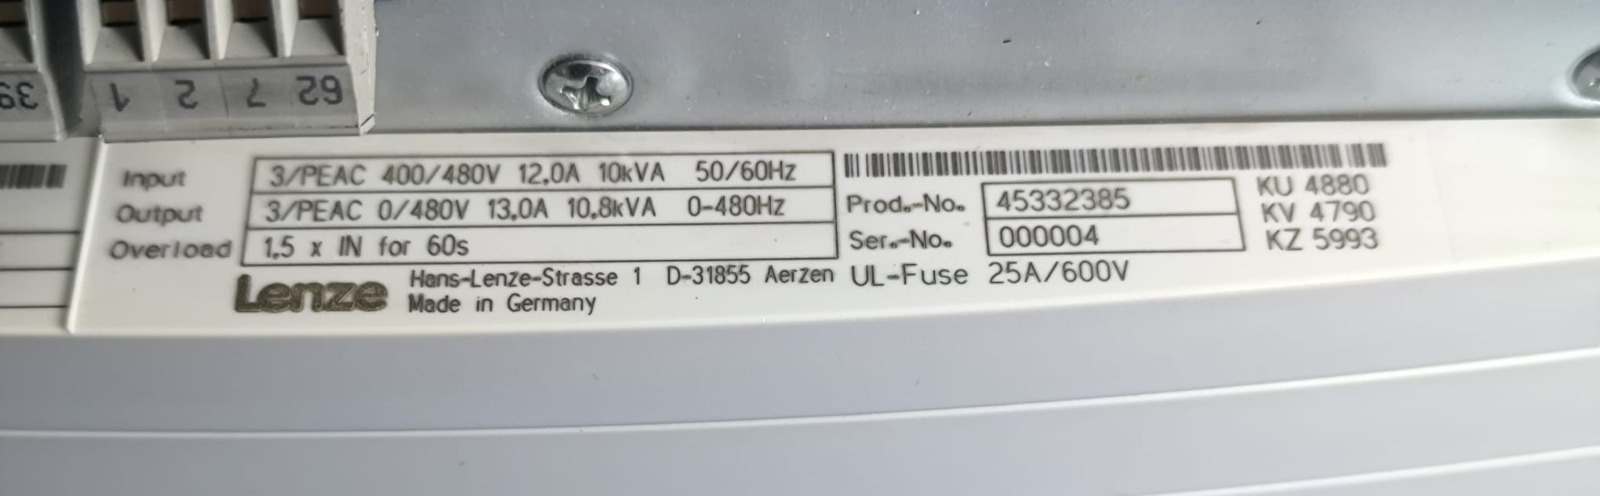 39 1 2 7 62
Input 3/PEAC 400/480V 12,0A 10kVA 50/60Hz
Output 3/PEAC 0/480V 13,0A 10,8kVA 0-480Hz
Overload 1,5 x IN for 60s
Lenze Hans-Lenze-Strasse 1 D-31855 Aerzen
Made in Germany
Prod.-No. 45332385
Ser.-No. 000004
UL-Fuse 25A/600V
KU 4880
KV 4790
KZ 5993